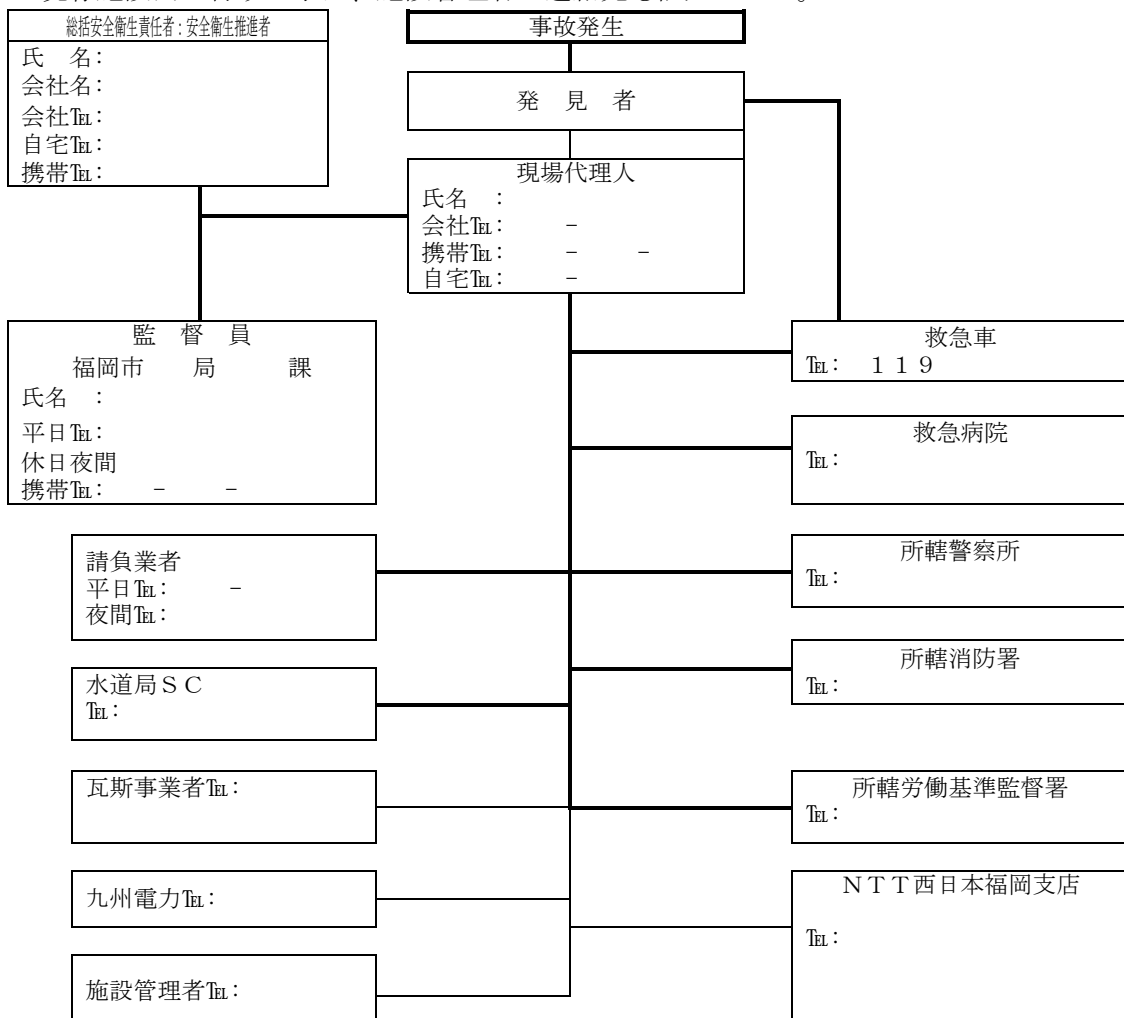 総括安全衛生責任者：安全衛生推進者
氏　名：
会社名：
会社℡：
自宅℡：
携帯℡：
事故発生
発　見　者
現場代理人
氏名　：
会社℡：　　－
携帯℡：　　－　　－
自宅℡：　　－
監　督　員
福岡市　　局　　　課
氏名　：
平日℡：
休日夜間
携帯℡：　　－　　－
救急車
℡：　１１９
救急病院
℡：
請負業者
平日℡：　　－
夜間℡：
所轄警察所
℡：
水道局ＳＣ
℡：
所轄消防署
℡：
瓦斯事業者℡：
所轄労働基準監督署
℡：
九州電力℡：
ＮＴＴ西日本福岡支店
℡：
施設管理者℡：